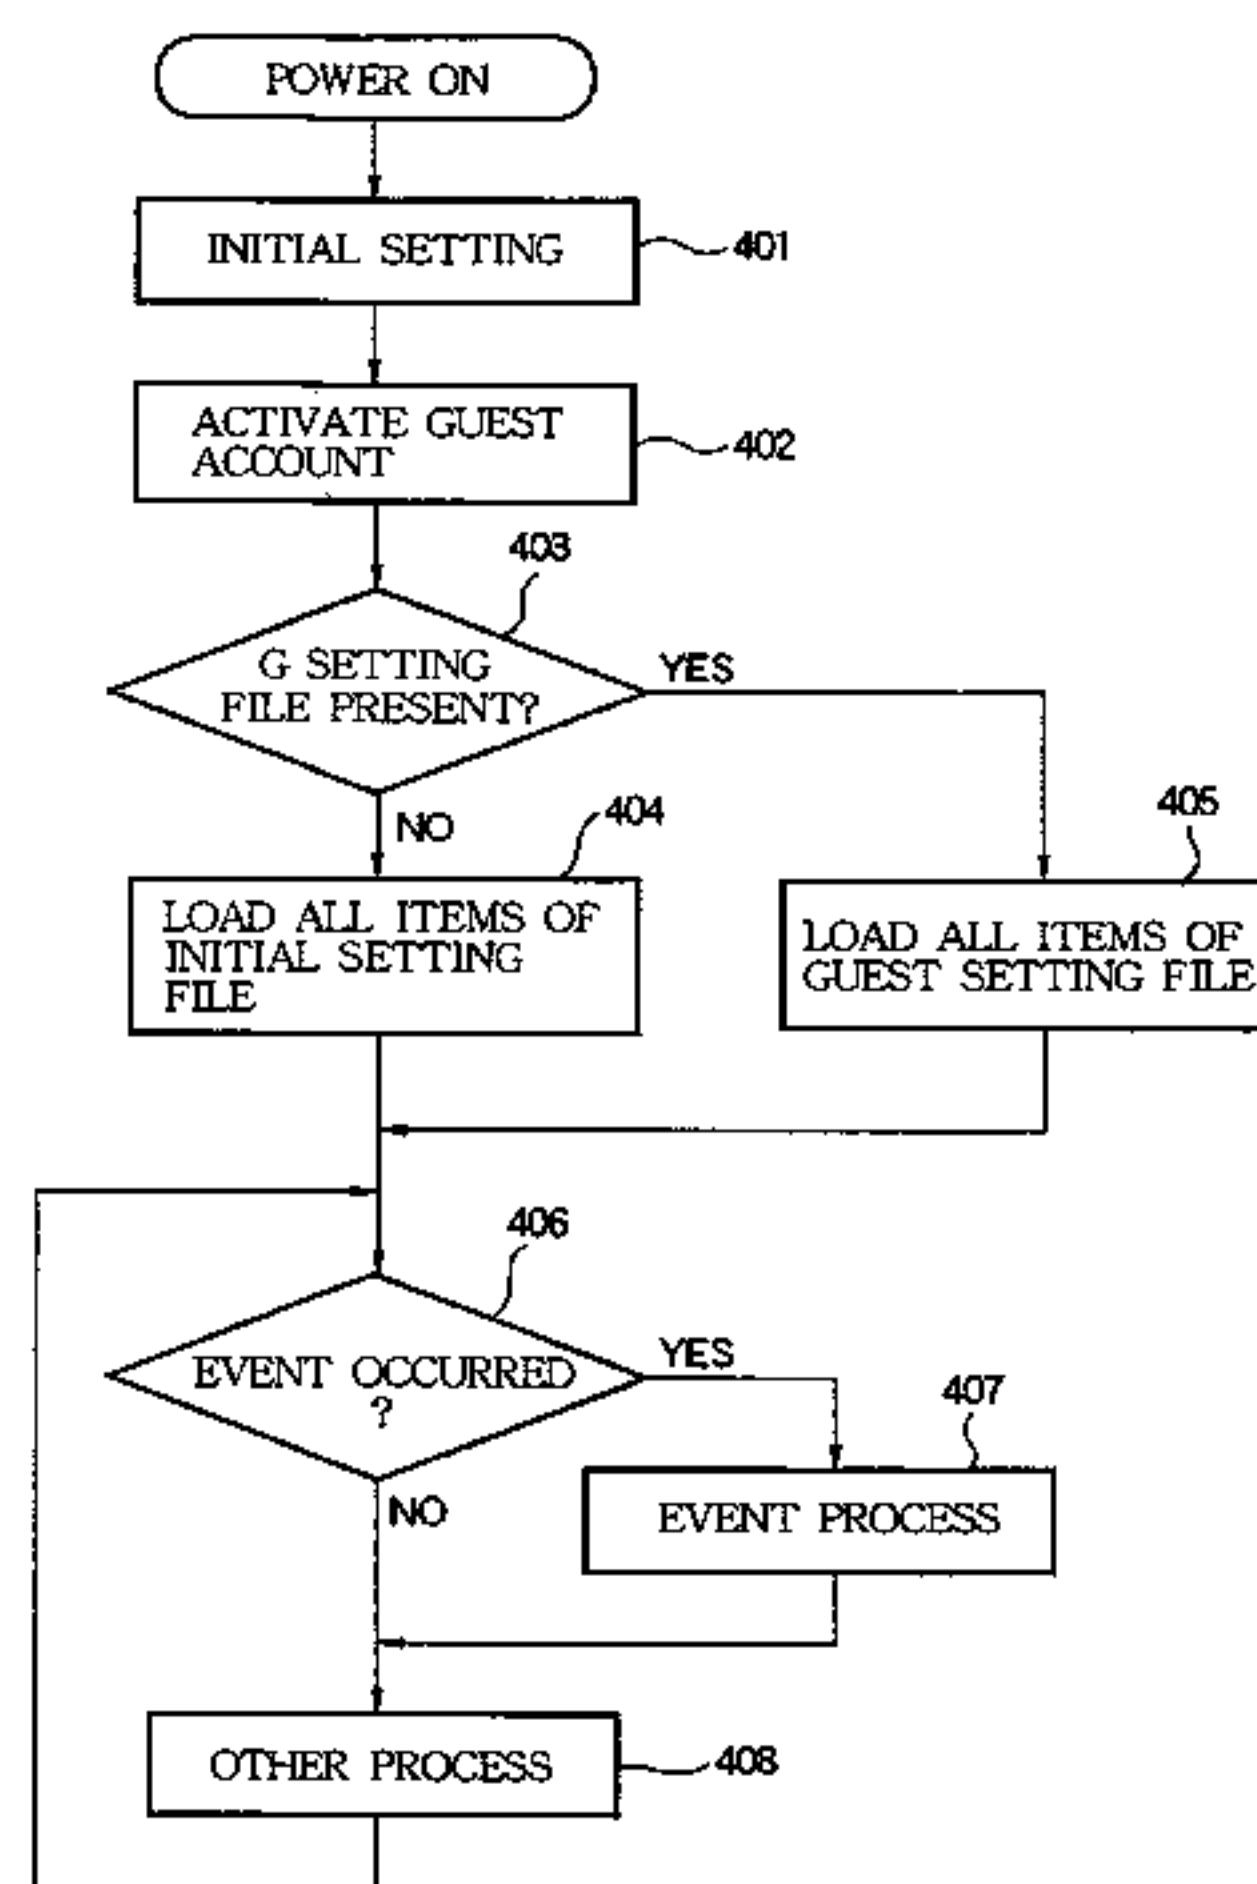 POWER ON
INITIAL SETTING
401
ACTIVATE GUEST
ACCOUNT
402
403
G SETTING
FILE PRESENT?
YES
NO
404
405
LOAD ALL ITEMS OF
INITIAL SETTING
FILE
LOAD ALL ITEMS OF
GUEST SETTING FILE
406
EVENT OCCURRED
?
YES
407
NO
EVENT PROCESS
OTHER PROCESS
408